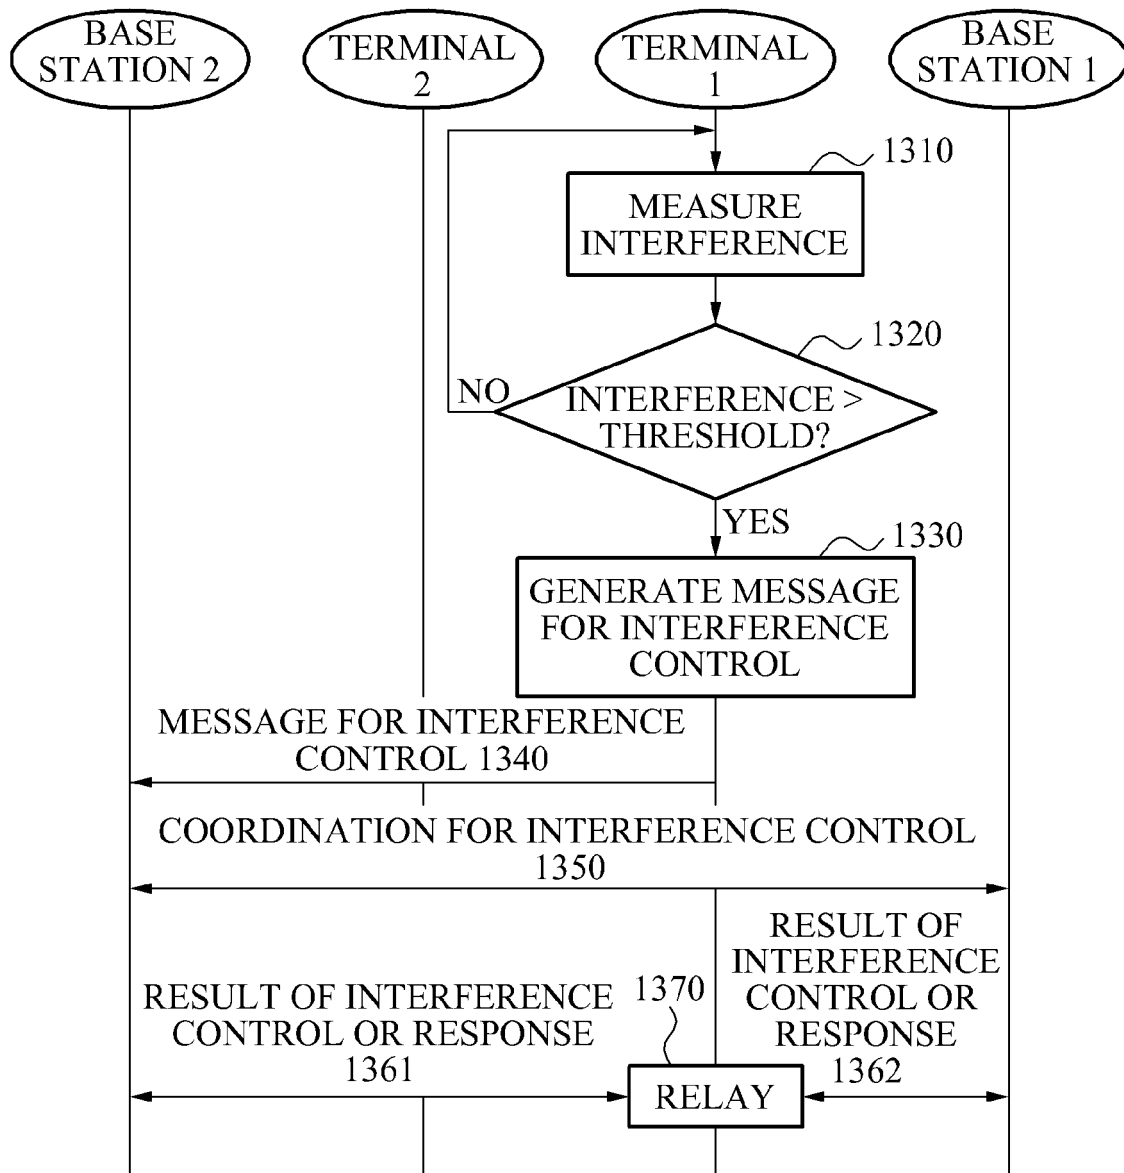 BASE
STATION 2
TERMINAL
2
TERMINAL
1
BASE
STATION 1
1310
MEASURE
INTERFERENCE
1320
INTERFERENCE >
THRESHOLD?
NO
YES
1330
GENERATE MESSAGE
FOR INTERFERENCE
CONTROL
MESSAGE FOR INTERFERENCE
CONTROL 1340
COORDINATION FOR INTERFERENCE CONTROL
1350
RESULT OF INTERFERENCE
CONTROL OR RESPONSE
1361
1370
RELAY
RESULT OF
INTERFERENCE
CONTROL OR
RESPONSE
1362